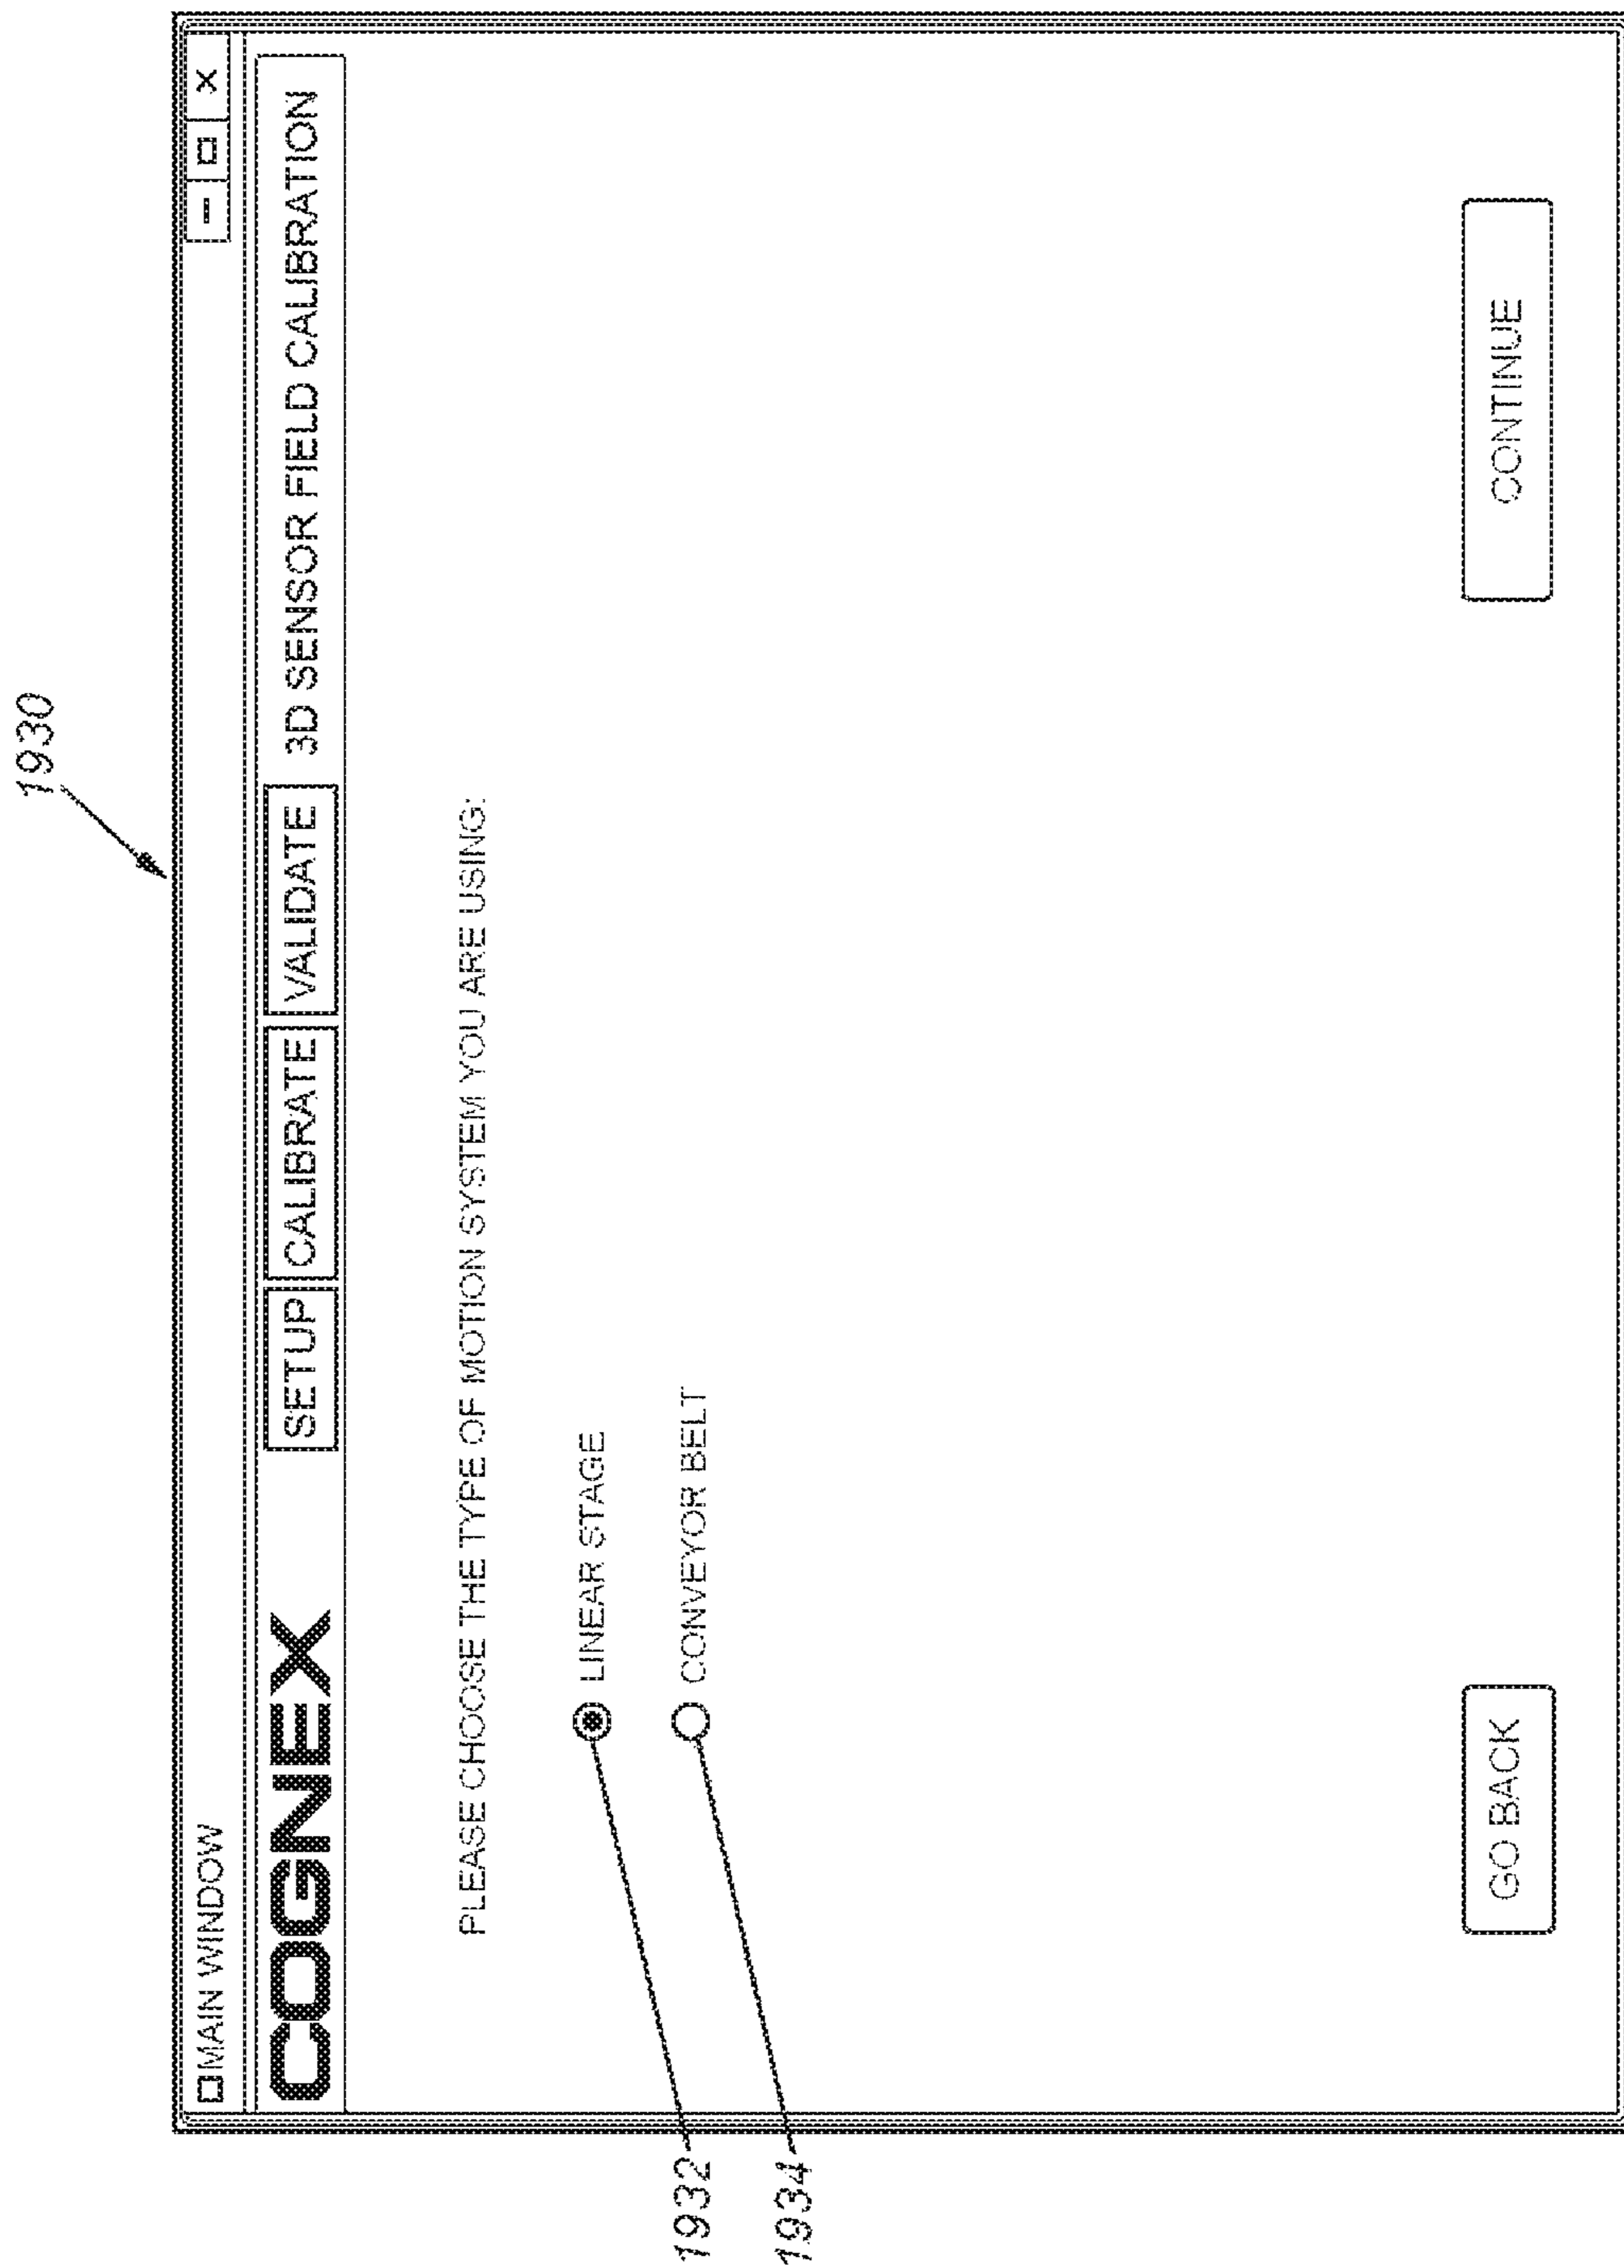 1930
MAIN WINDOW
COGNEX SETUP CALIBRATE VALIDATE 3D SENSOR FIELD CALIBRATION
PLEASE CHOOSE THE TYPE OF MOTION SYSTEM YOU ARE USING:
LINEAR STAGE
1932
CONVEYOR BELT
1934
GO BACK CONTINUE